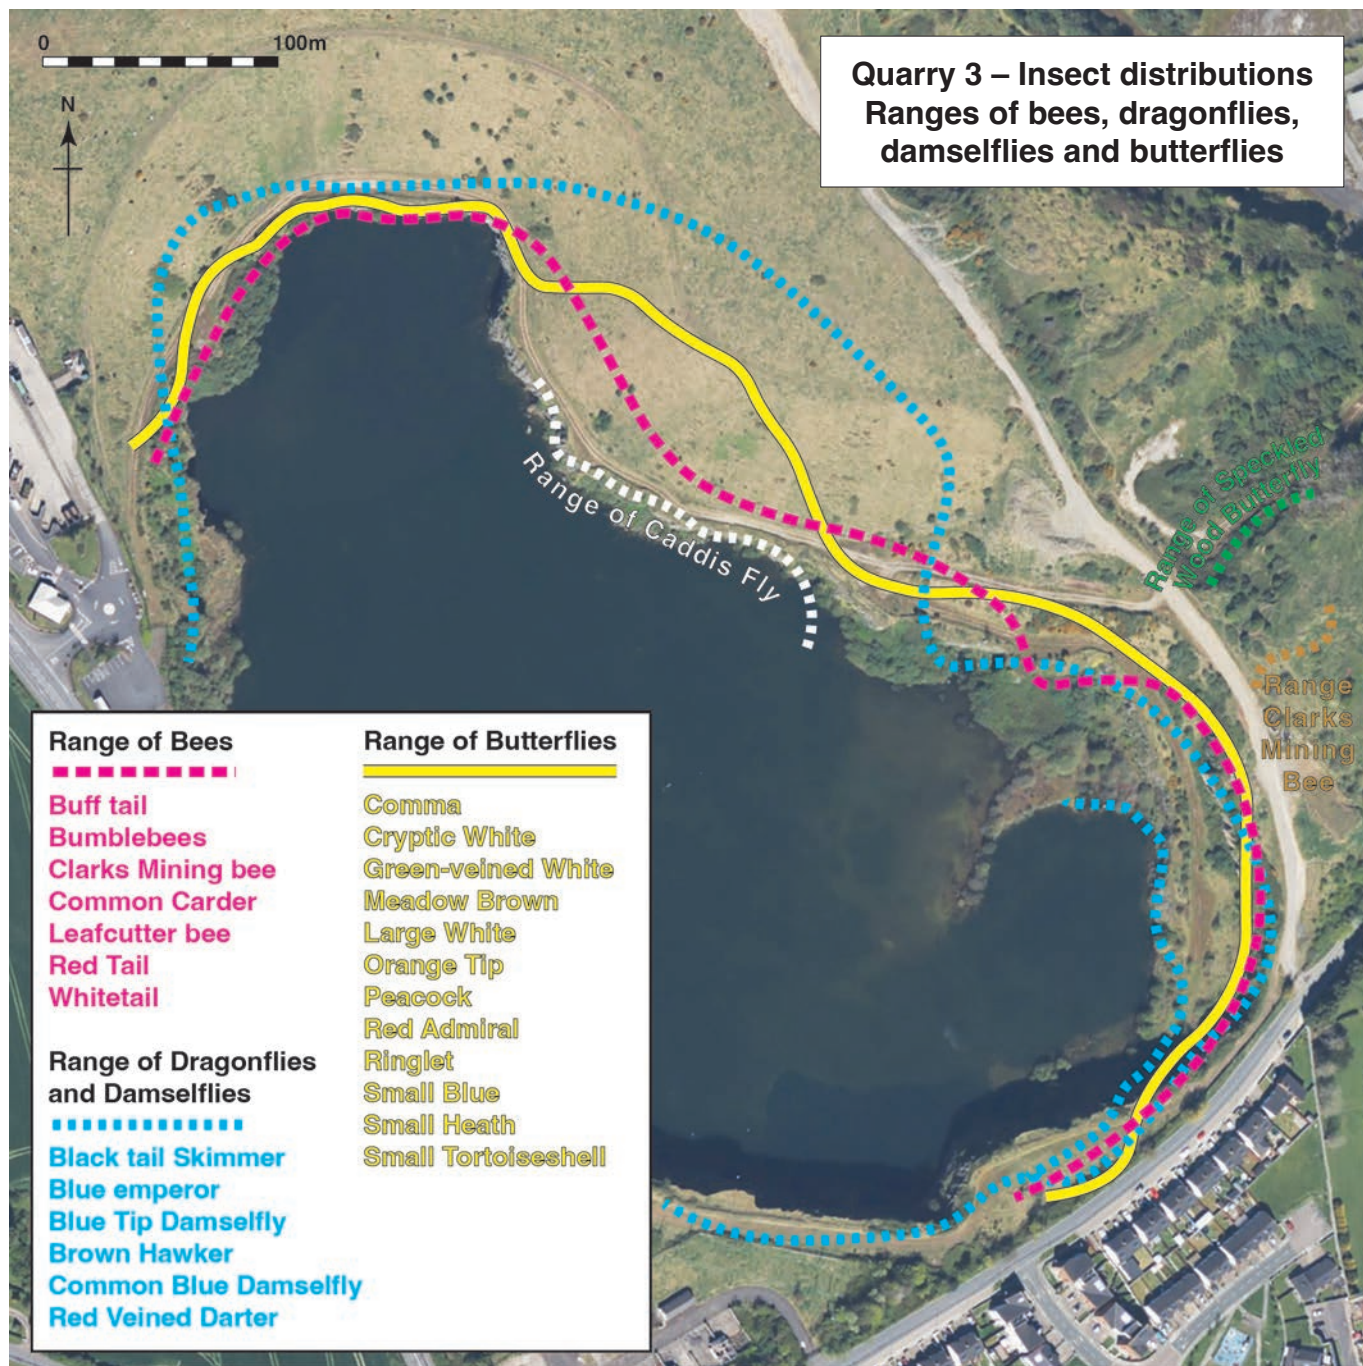 0 100m
N
Quarry 3 – Insect distributions
Ranges of bees, dragonflies,
damselflies and butterflies
Range of Speckled
Wood Butterfly
Range of Caddis Fly
Range
Clarks
Mining
Bee
Range of Bees
Buff tail
Bumblebees
Clarks Mining bee
Common Carder
Leafcutter bee
Red Tail
Whitetail
Range of Dragonflies
and Damselflies
Black tail Skimmer
Blue emperor
Blue Tip Damselfly
Brown Hawker
Common Blue Damselfly
Red Veined Darter
Range of Butterflies
Comma
Cryptic White
Green-veined White
Meadow Brown
Large White
Orange Tip
Peacock
Red Admiral
Ringlet
Small Blue
Small Heath
Small Tortoiseshell